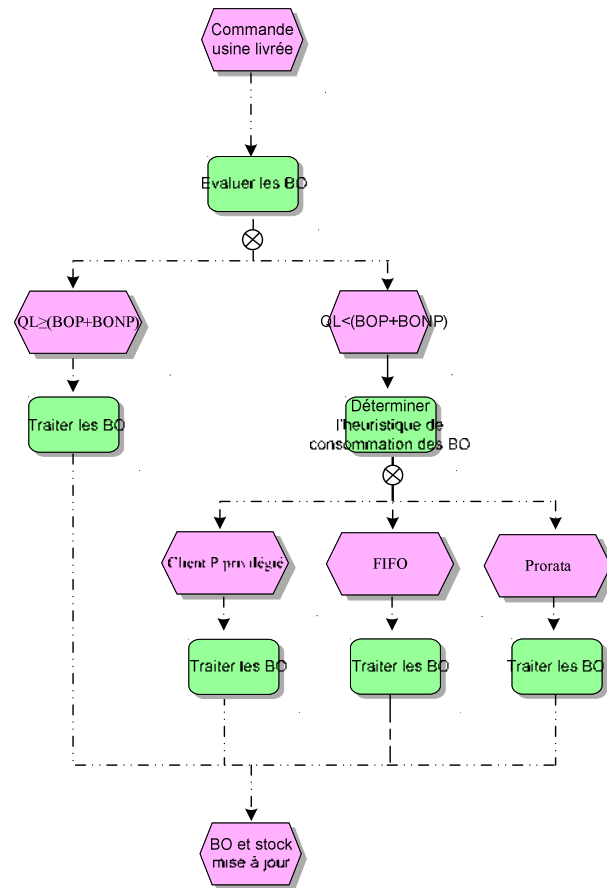 Commande
usine livrée
Evaluer les BO
QL≥(BOP+BONP)
QL<(BOP+BONP)
Traiter les BO
Déterminer
l'heuristique de
consommation des BO
Client P privilégié
FIFO
Prorata
Traiter les BO
Traiter les BO
Traiter les BO
BO et stock
mise à jour